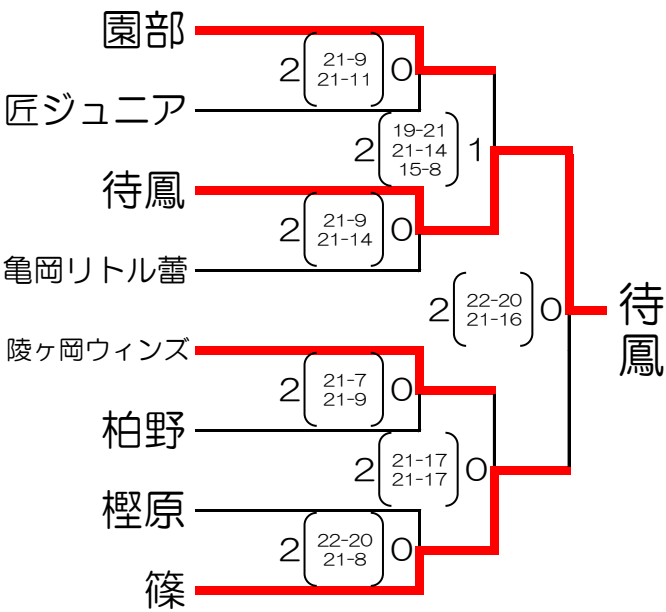 園部
2 21-9 0
21-11
匠ジュニア
2 19-21 1
21-14
15-8
待鳳
2 21-9 0
21-14
亀岡リトル蕾
2 22-20 0
21-16
待鳳
陵ヶ岡ウィンズ
2 21-7 0
21-9
柏野
2 21-17 0
21-17
樫原
2 22-20 0
21-8
篠